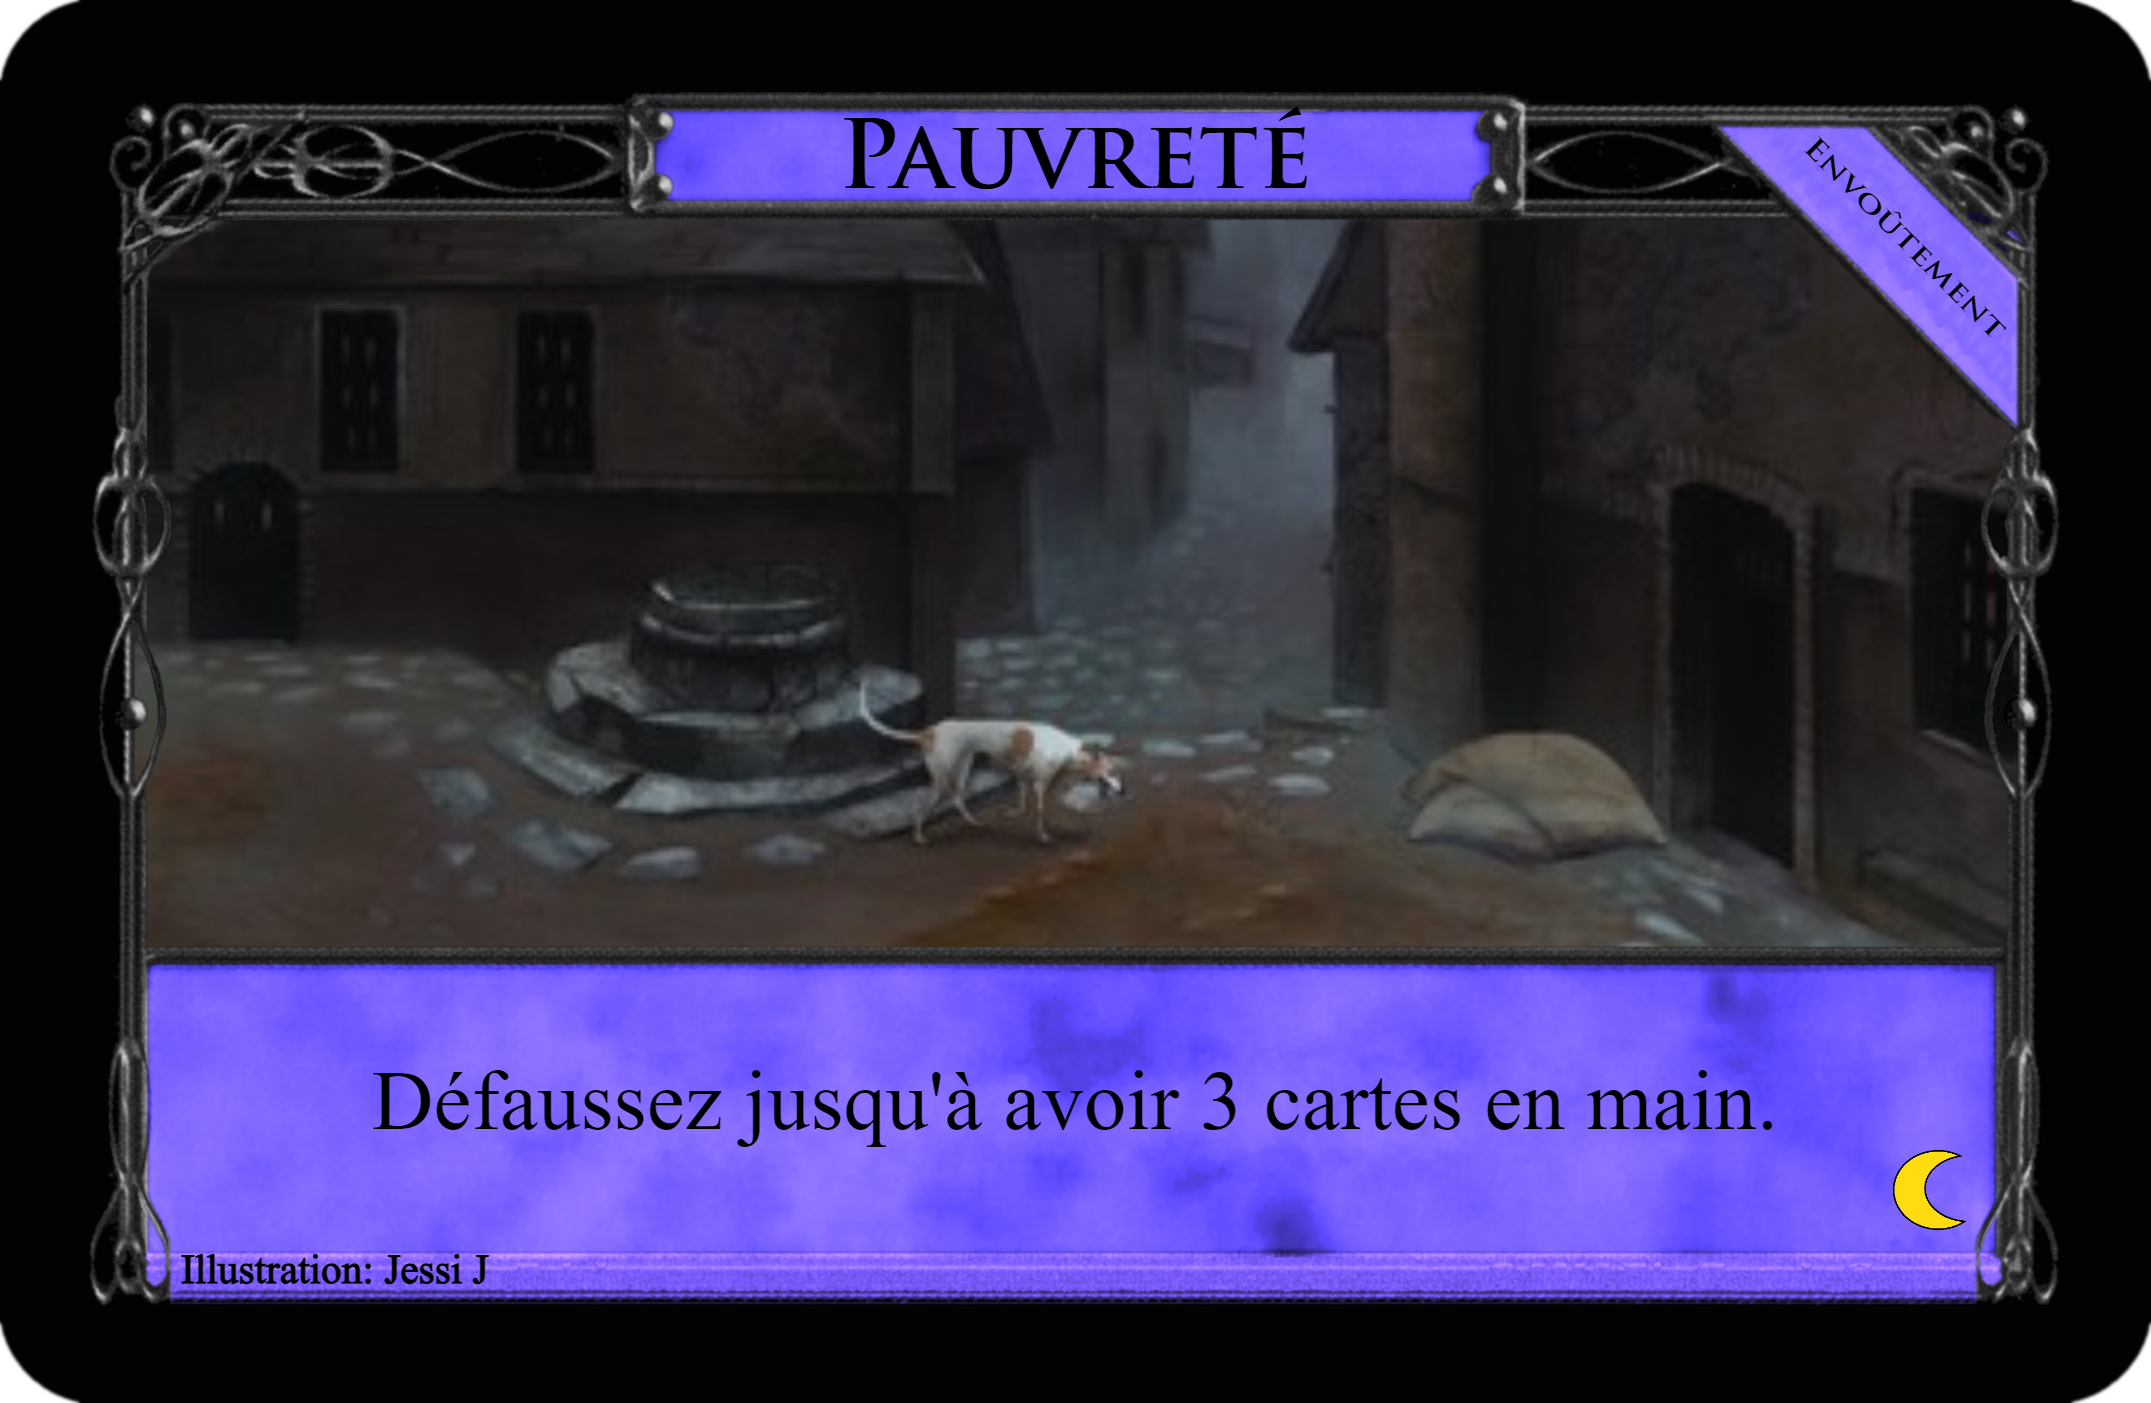 Pauvreté
Envoûtement
Défaussez jusqu'à avoir 3 cartes en main.
Illustration: Jessi J